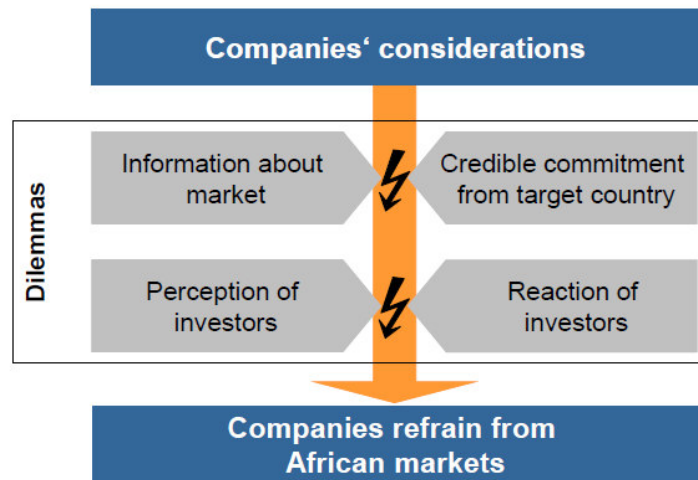 Companies‘ considerations
Dilemmas
Information about
market
Credible commitment
from target country
Perception of
investors
Reaction of
investors
Companies refrain from
African markets